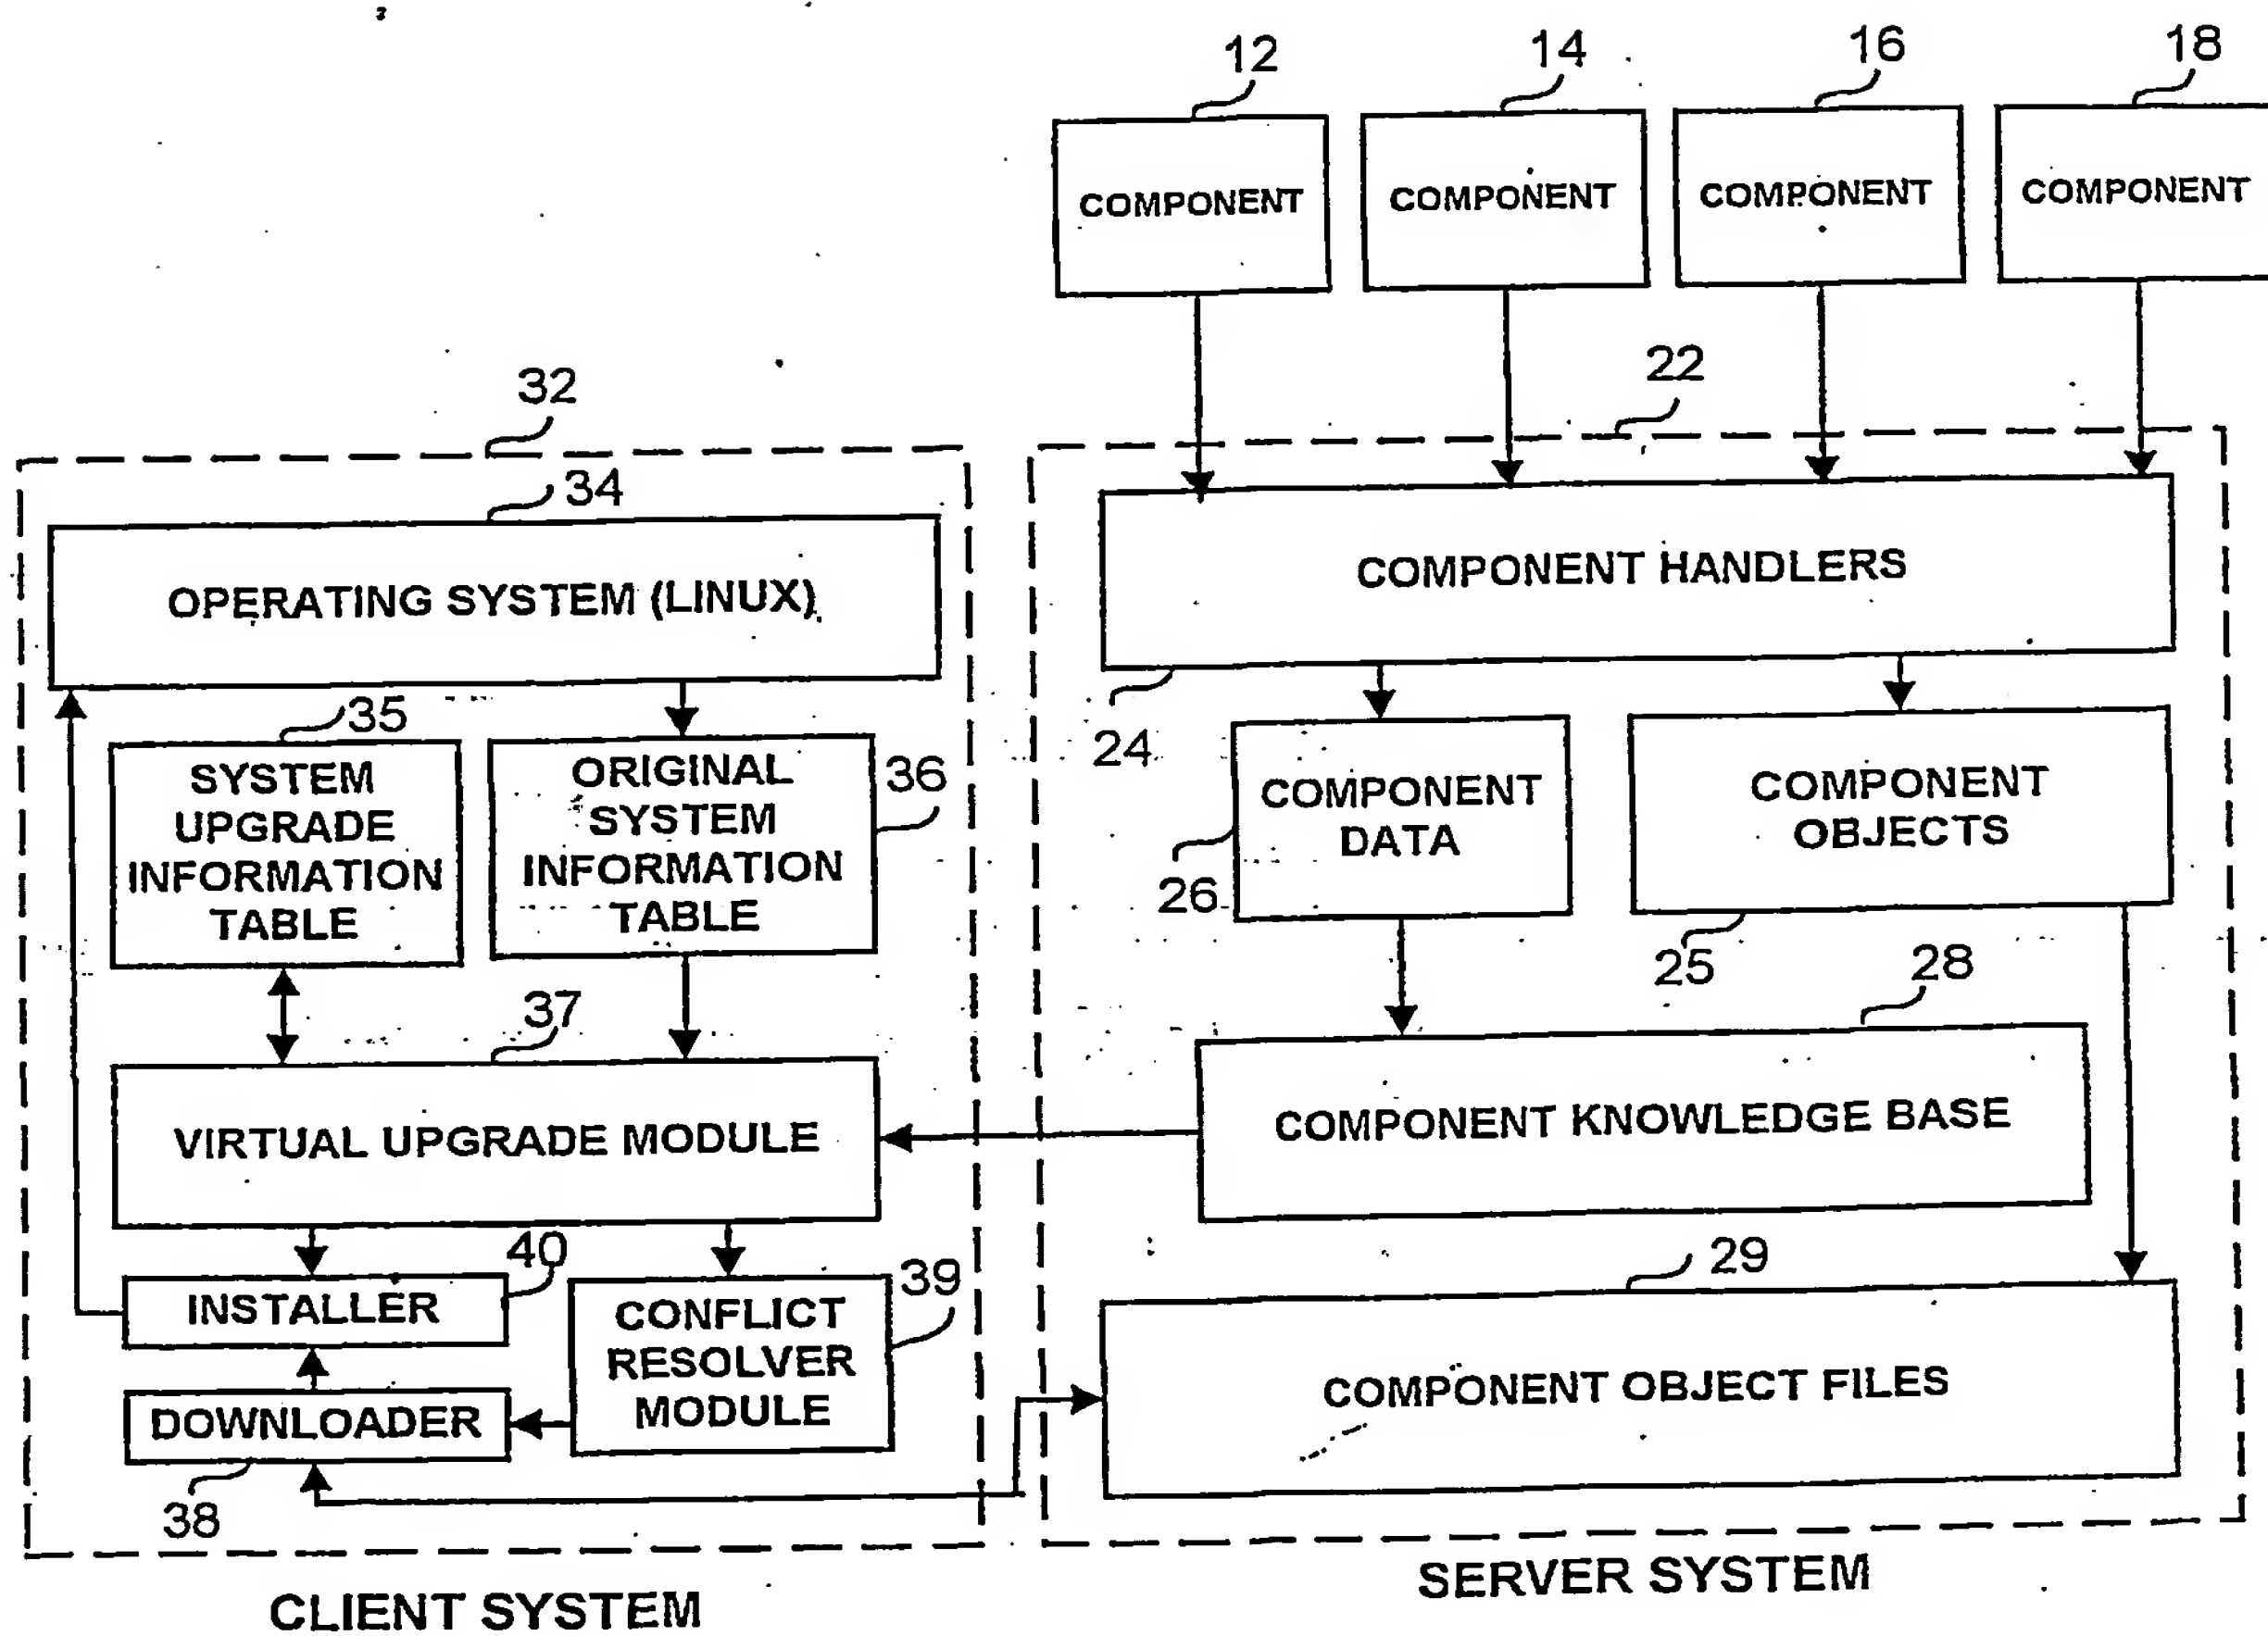 12
14
16
18
COMPONENT
COMPONENT
COMPONENT
COMPONENT
22
32
34
OPERATING SYSTEM (LINUX)
COMPONENT HANDLERS
24
35
SYSTEM
UPGRADE
INFORMATION
TABLE
ORIGINAL
SYSTEM
INFORMATION
TABLE
36
COMPONENT
DATA
26
COMPONENT
OBJECTS
25
28
37
VIRTUAL UPGRADE MODULE
COMPONENT KNOWLEDGE BASE
40
INSTALLER
39
CONFLICT
RESOLVER
MODULE
29
COMPONENT OBJECT FILES
DOWNLOADER
38
CLIENT SYSTEM
SERVER SYSTEM